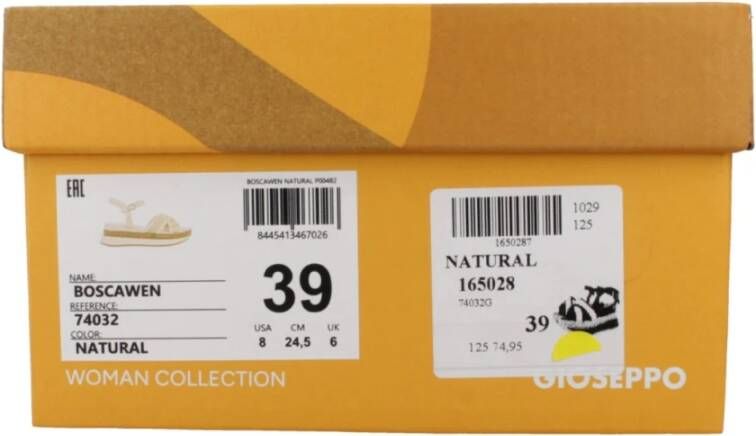 EAC
BOSCAWEN NATURAL P00482
8445413467026
NAME:
BOSCAWEN
REFERENCE:
74032
COLOR:
NATURAL
39
USA CM UK
8 24,5 6
WOMAN COLLECTION
1650287
1029
125
NATURAL
165028
74032G
39
125 74,95
GIOSEPPO